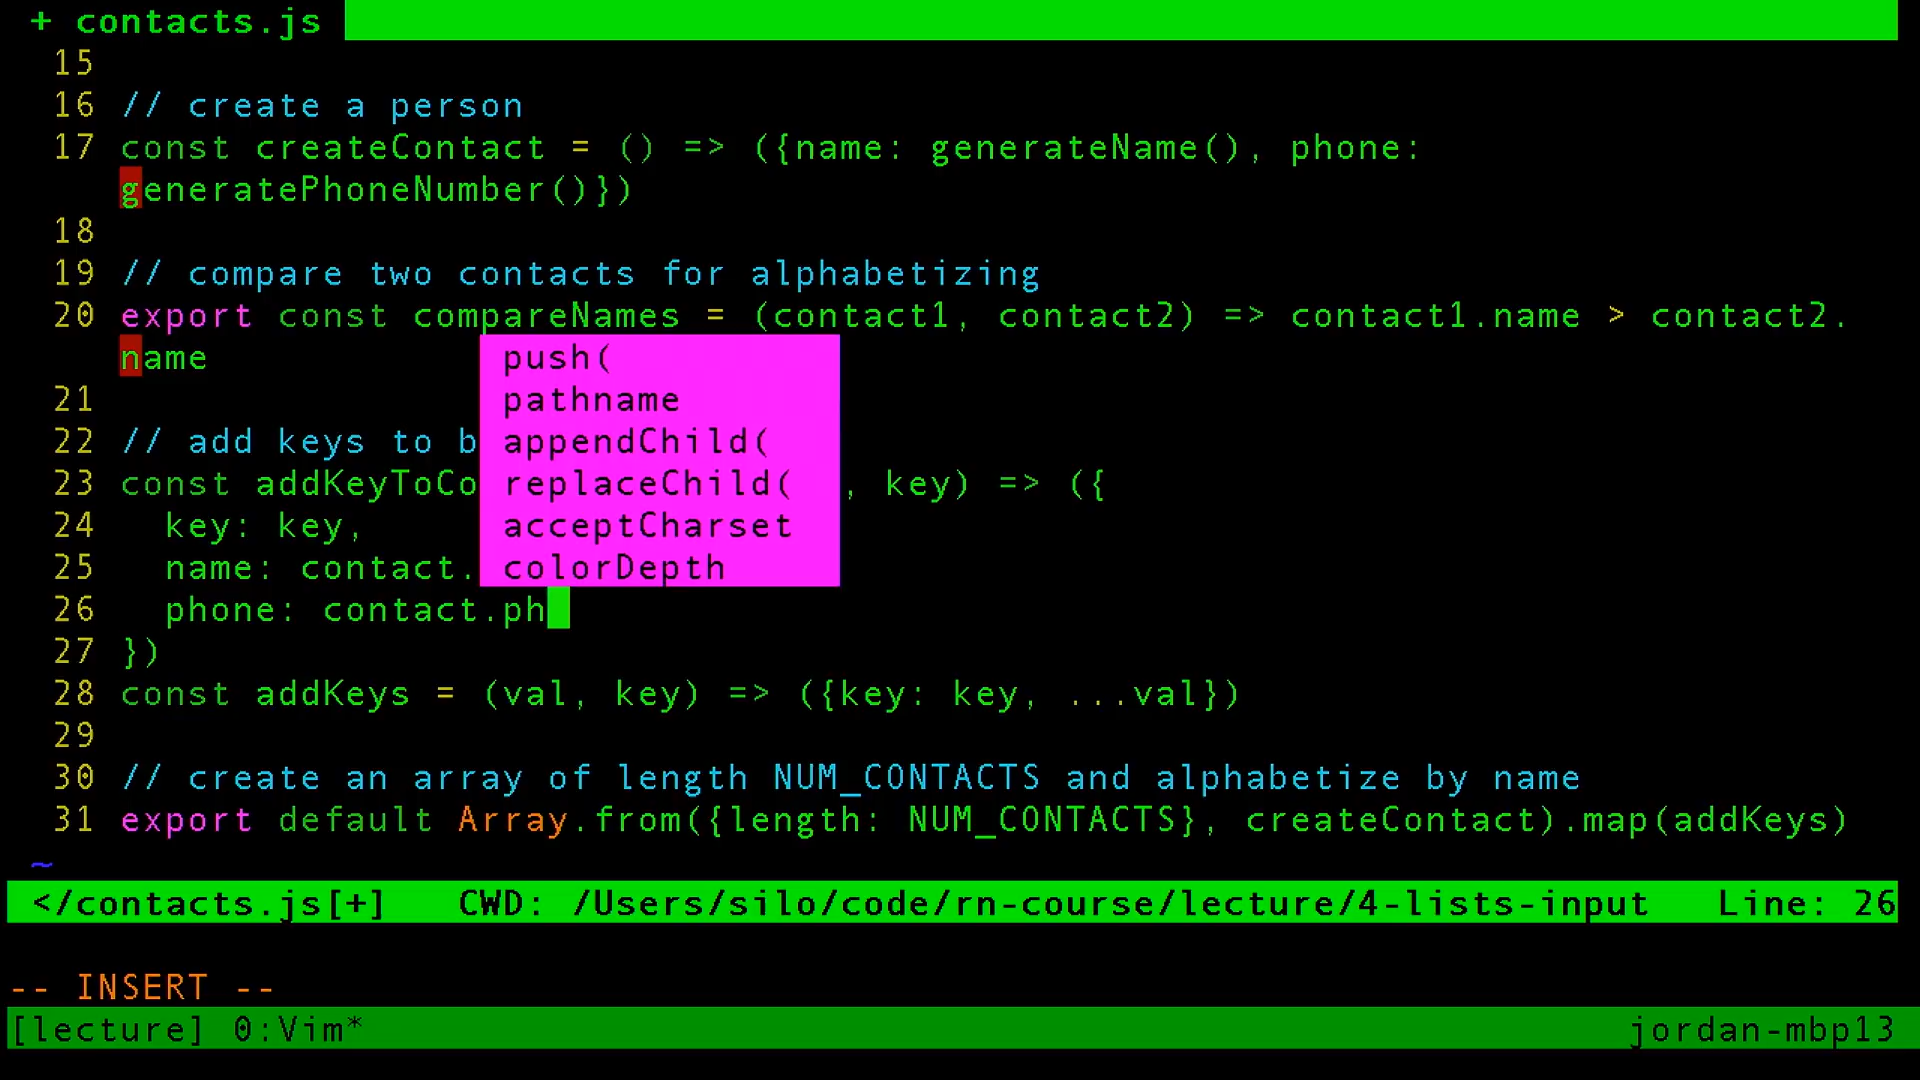 + contacts.js
15
16 // create a person
17 const createContact = () => ({name: generateName(), phone:
generatePhoneNumber()})
18
19 // compare two contacts for alphabetizing
20 export const compareNames = (contact1, contact2) => contact1.name > contact2.
name
push(
21
pathname
22 // add keys to b
appendChild(
23 const addKeyToCo
replaceChild(
, key) => ({
24 key: key,
acceptCharset
25 name: contact.
colorDepth
26 phone: contact.ph
27 })
28 const addKeys = (val, key) => ({key: key, ...val})
29
30 // create an array of length NUM_CONTACTS and alphabetize by name
31 export default Array.from({length: NUM_CONTACTS}, createContact).map(addKeys)
~
</contacts.js[+] CWD: /Users/silo/code/rn-course/lecture/4-lists-input Line: 26
-- INSERT --
[lecture] 0:Vim* jordan-mbp13